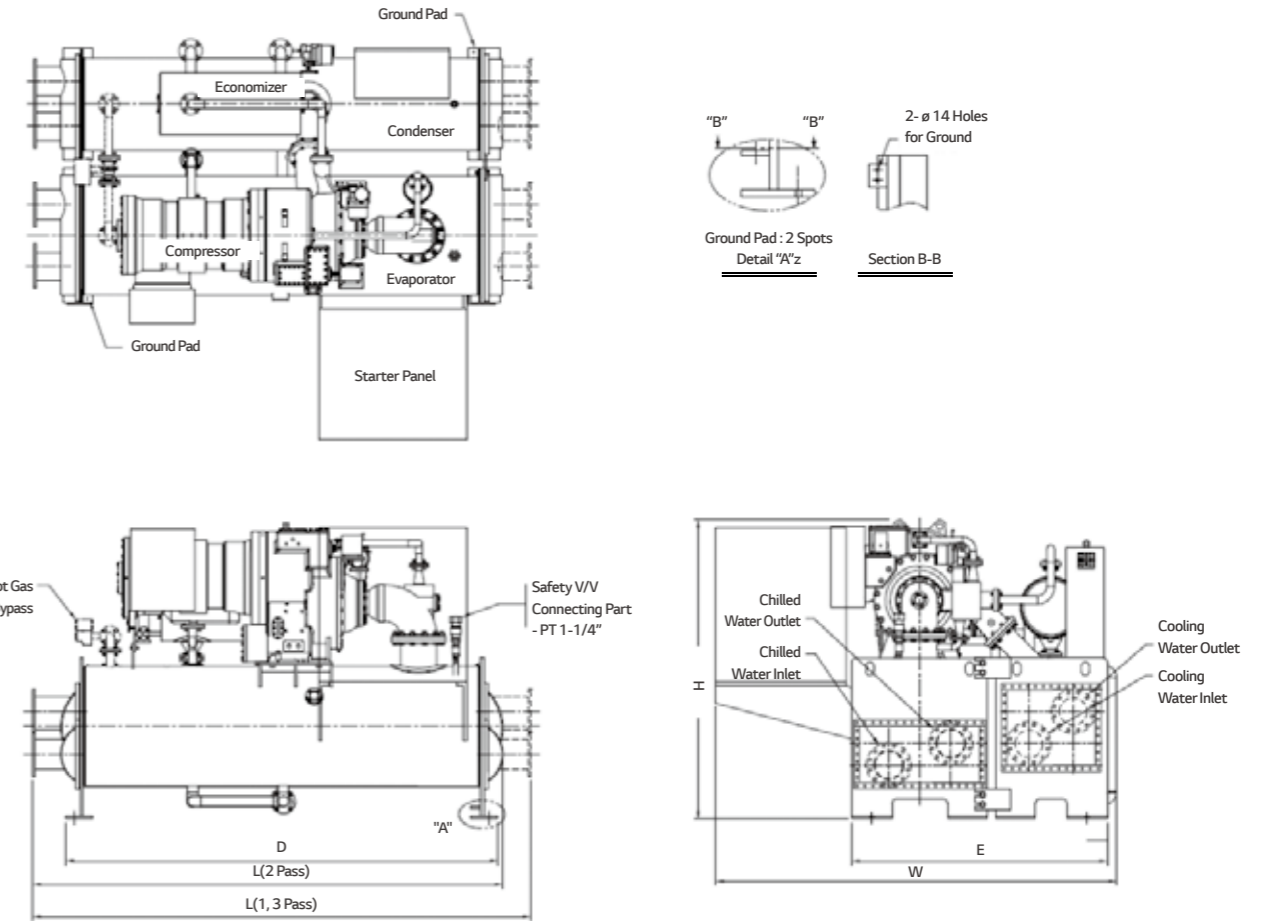 Ground Pad
Economizer
Condenser
Compressor
Evaporator
Ground Pad
Starter Panel
"B"
"B"
2- ø 14 Holes
for Ground
Ground Pad : 2 Spots
Detail "A"z
Section B-B
ot Gas
ypass
Safety V/V
Connecting Part
- PT 1-1/4"
"A"
D
L(2 Pass)
L(1, 3 Pass)
Chilled
Water Outlet
Chilled
Water Inlet
Cooling
Water Outlet
Cooling
Water Inlet
H
E
W